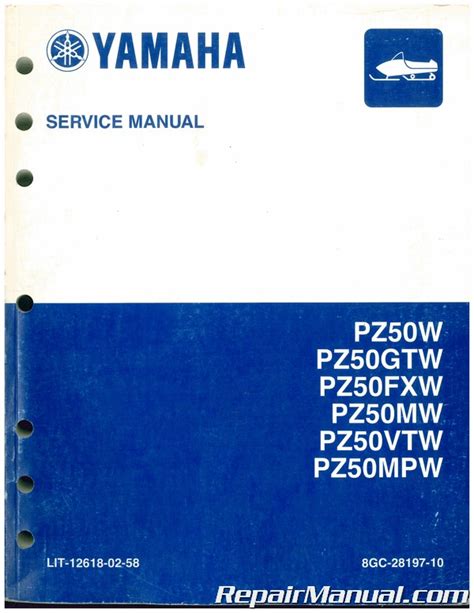 YAMAHA
SERVICE MANUAL
PZ50W
PZ50GTW
PZ50FXW
PZ50MW
PZ50VTW
PZ50MPW
LIT-12618-02-58 8GC-28197-10
RepairManual.com